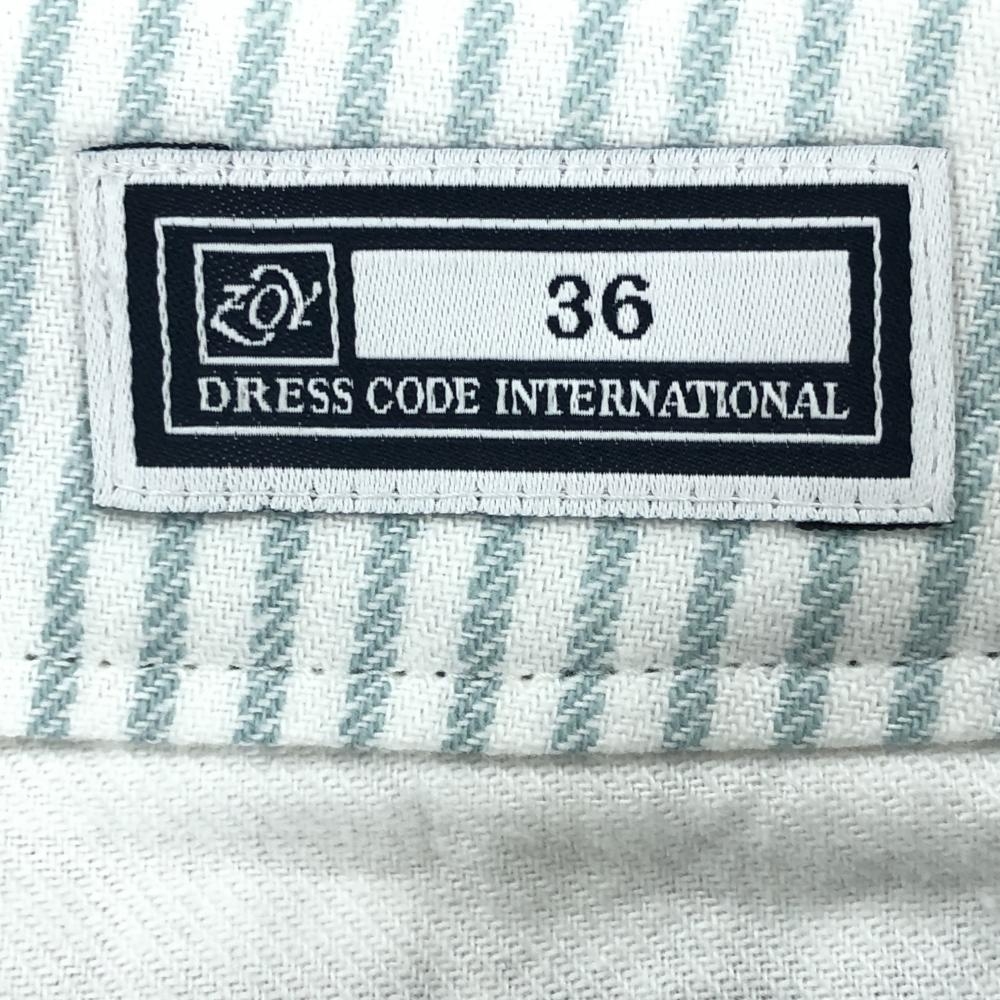 ZOY
36
DRESS CODE INTERNATIONAL